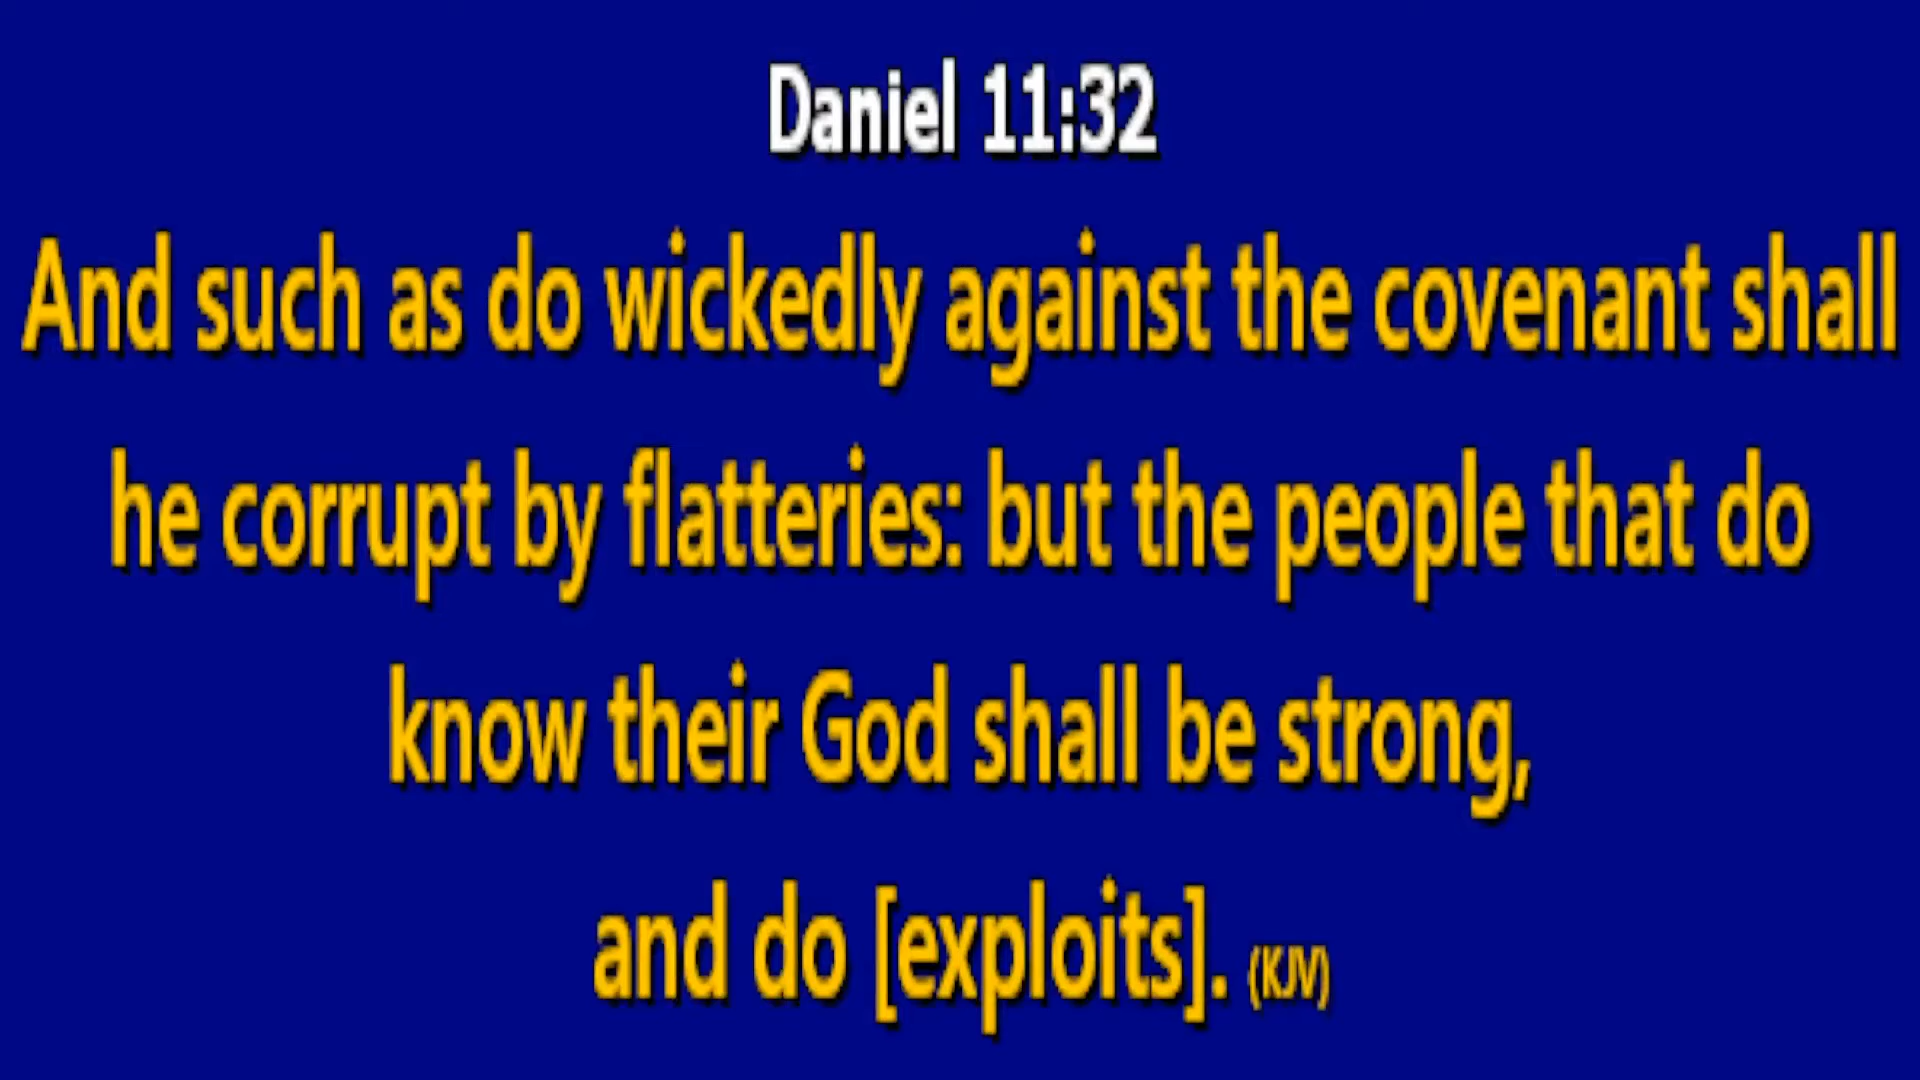 Daniel 11:32
And such as do wickedly against the covenant shall
he corrupt by flatteries: but the people that do
know their God shall be strong,
and do [exploits]. (KJV)